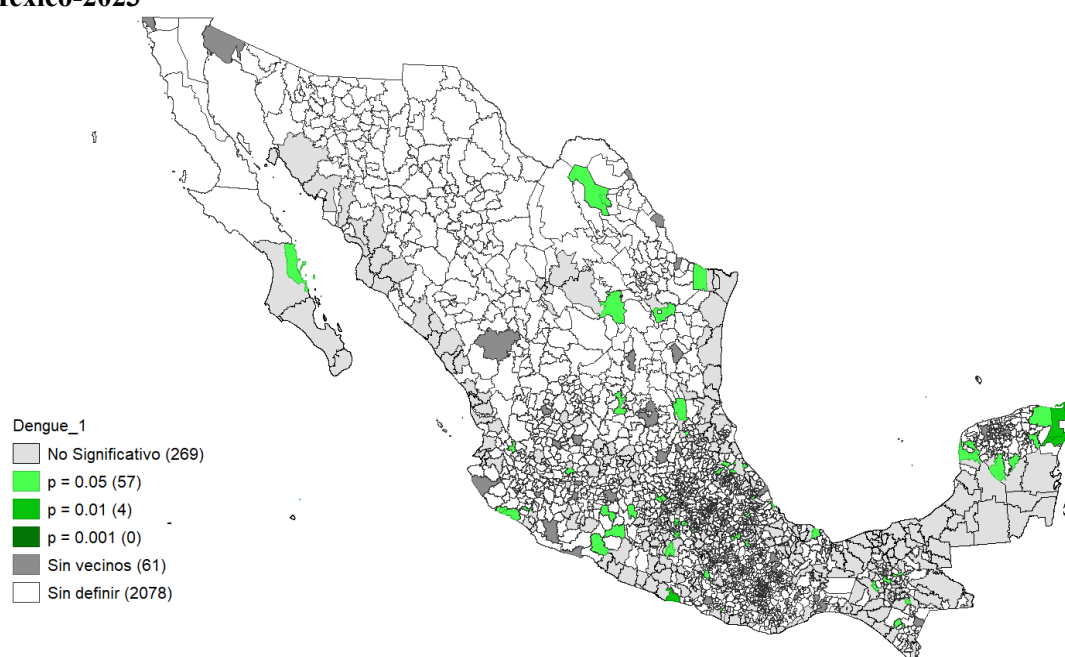 Dengue_1
No Significativo (269)
p = 0.05 (57)
p = 0.01 (4)
p = 0.001 (0)
Sin vecinos (61)
Sin definir (2078)